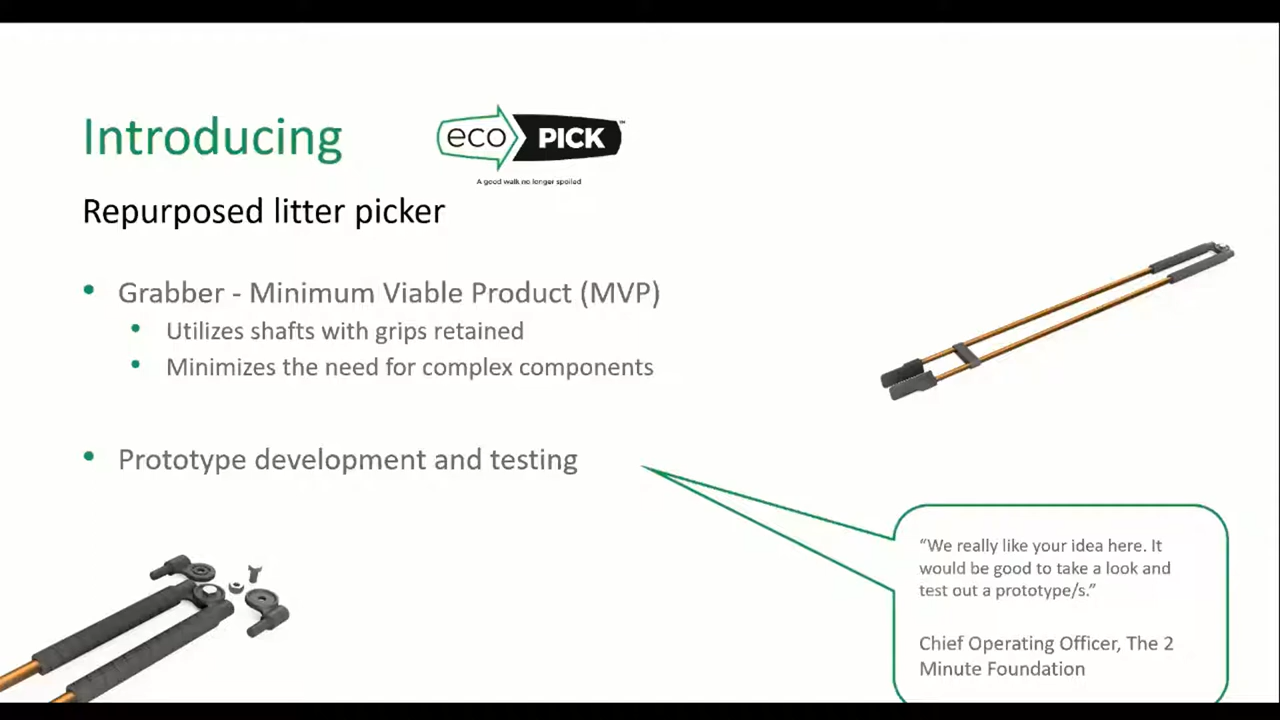 Introducing
eco PICK™
A good walk no longer spoiled
Repurposed litter picker
• Grabber - Minimum Viable Product (MVP)
• Utilizes shafts with grips retained
• Minimizes the need for complex components
• Prototype development and testing
“We really like your idea here. It
would be good to take a look and
test out a prototype/s.”
Chief Operating Officer, The 2
Minute Foundation